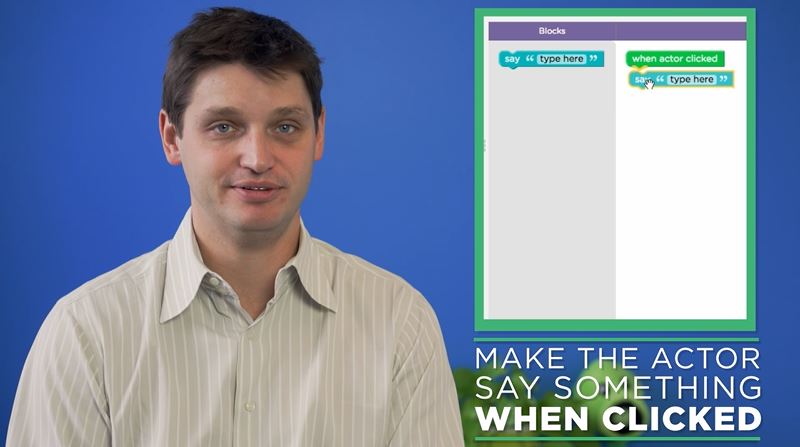 Blocks
say “ type here ”
when actor clicked
say “ type here ”
MAKE THE ACTOR
SAY SOMETHING
WHEN CLICKED